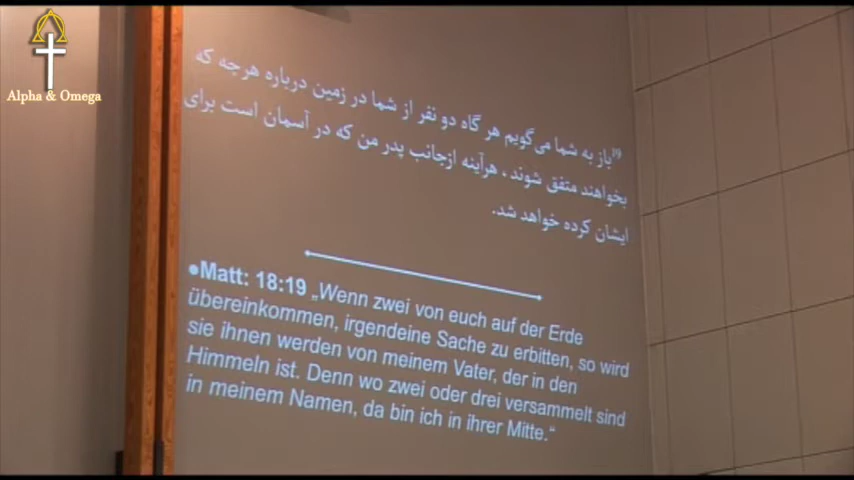 Alpha & Omega
۱۹باز به شما می‌گویم هر گاه دو نفر از شما در زمین درباره هرچه که
بخواهند متفق شوند ، هرآینه ازجانب پدر من که در آسمان است برای
ایشان کرده خواهد شد.
●Matt: 18:19 „Wenn zwei von euch auf der Erde
übereinkommen, irgendeine Sache zu erbitten, so wird
sie ihnen werden von meinem Vater, der in den
Himmeln ist. Denn wo zwei oder drei versammelt sind
in meinem Namen, da bin ich in ihrer Mitte.“